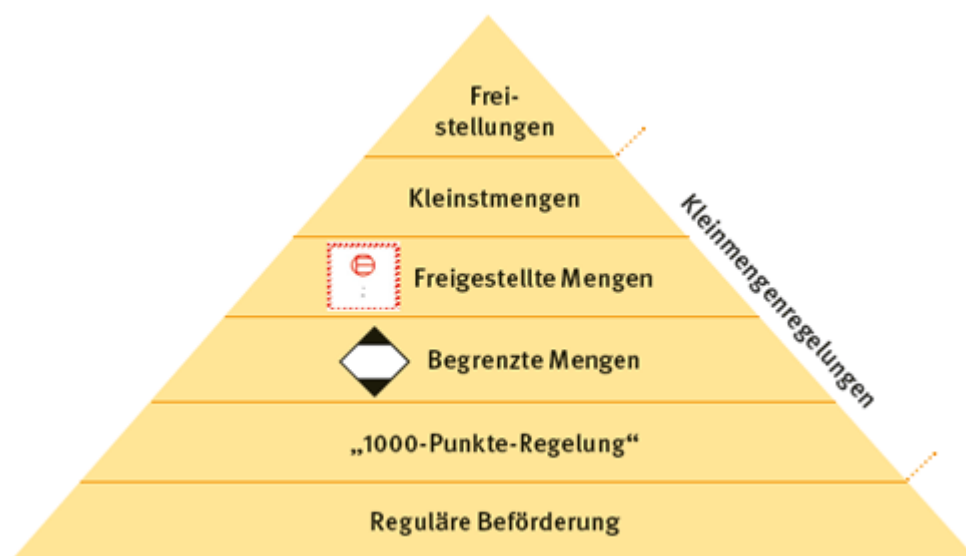 Frei-
stellungen
Kleinstmengen
Freigestellte Mengen
Begrenzte Mengen
„1000-Punkte-Regelung“
Reguläre Beförderung
Kleinmengenregelungen